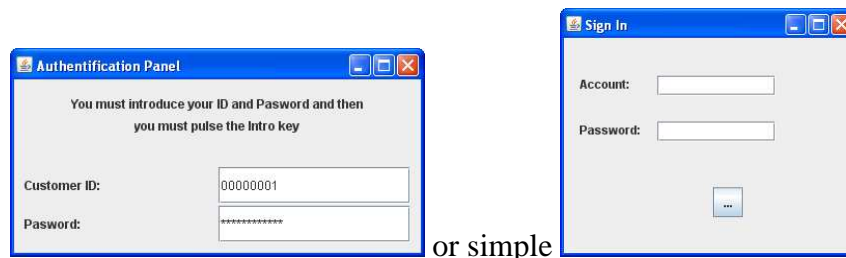 Authentification Panel
You must introduce your ID and Pasword and then
you must pulse the Intro key
Customer ID:
00000001
Pasword:
************
or simple
Sign In
Account:
Password:
...